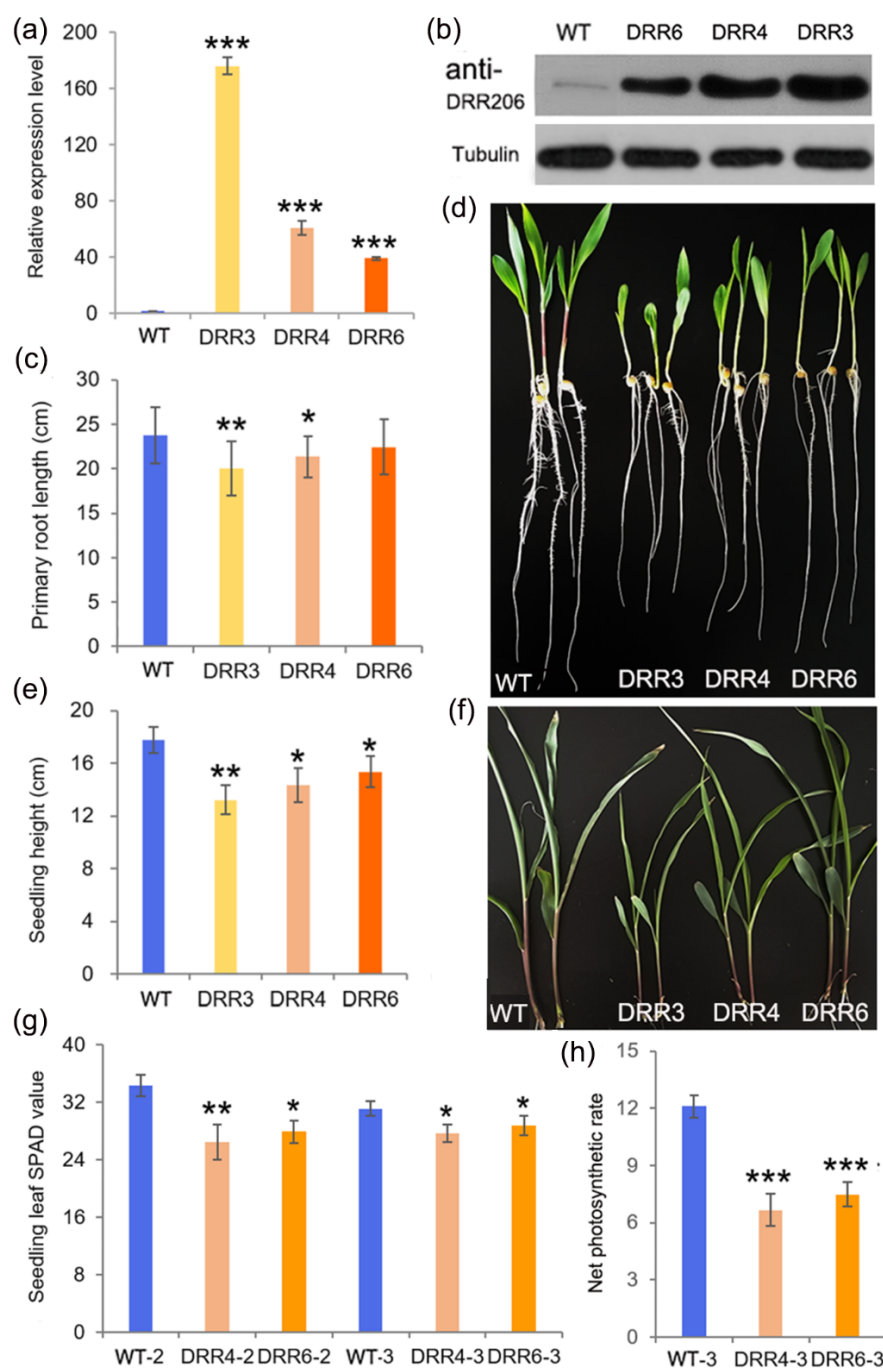 (a)
Relative expression level
200
160
120
80
40
0
***
***
***
WT DRR3 DRR4 DRR6
(b)
WT DRR6 DRR4 DRR3
anti-
DRR206
Tubulin
(c)
Primary root length (cm)
30
25
20
15
10
5
0
**
*
WT DRR3 DRR4 DRR6
(d)
WT DRR3 DRR4 DRR6
(e)
Seedling height (cm)
20
16
12
8
4
0
**
*
*
WT DRR3 DRR4 DRR6
(f)
WT DRR3 DRR4 DRR6
(g)
Seedling leaf SPAD value
40
32
24
16
8
0
**
*
*
*
WT-2 DRR4-2 DRR6-2 WT-3 DRR4-3 DRR6-3
(h)
Net photosynthetic rate
15
12
9
6
3
0
***
***
WT-3 DRR4-3 DRR6-3